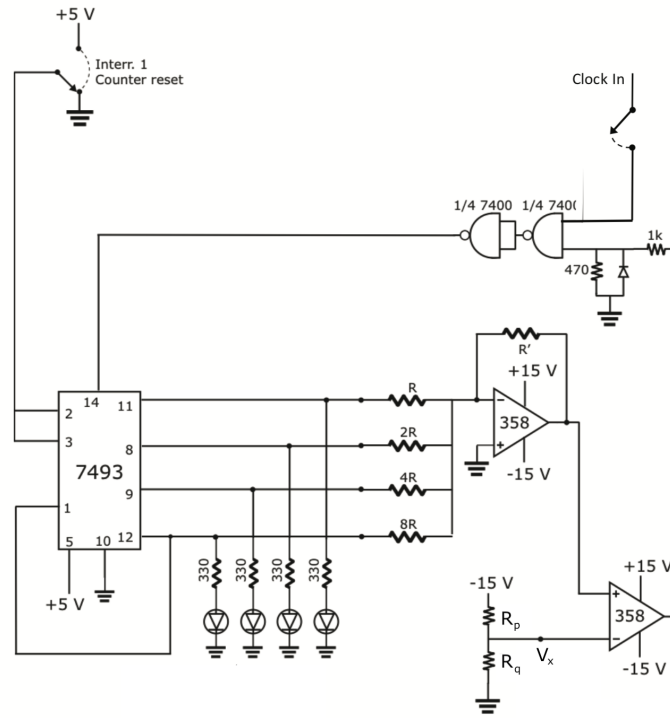 +5 V
Interr. 1
Counter reset
Clock In
1/4 7400
1/4 740
1k
470
R'
+15 V
358
-15 V
14
11
R
2
8
2R
3
7493
9
4R
1
12
8R
5
10
+5 V
330
330
330
330
-15 V
+15 V
358
-15 V
Rp
Rq
Vx
+
−
+
−